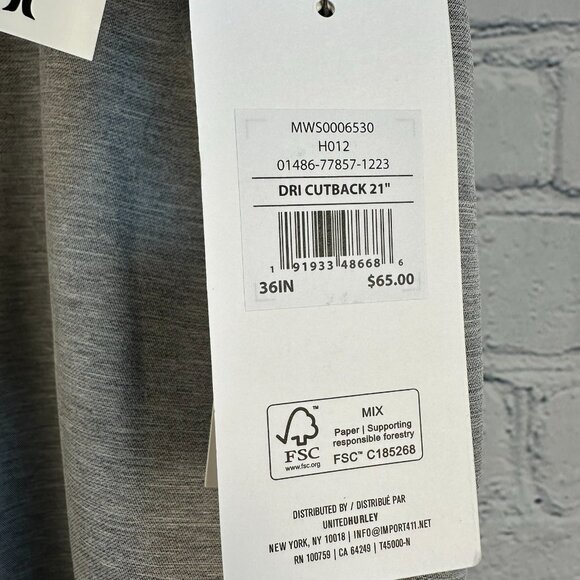 MWS0006530
H012
01486-77857-1223
DRI CUTBACK 21"
1 91933 48668 6
36IN $65.00
MIX
Paper | Supporting
responsible forestry
FSC™ C185268
FSC
www.fsc.org
DISTRIBUTED BY / DISTRIBUÉ PAR
UNITEDHURLEY
NEW YORK, NY 10018 | INFO@IMPORT411.NET
RN 100759 | CA 64249 | T45000-N